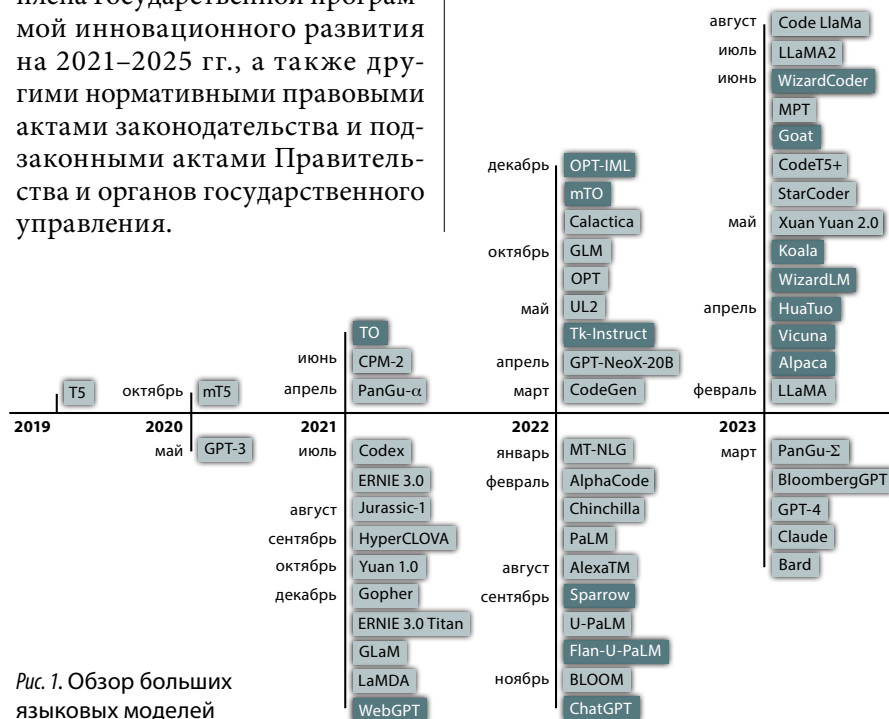 мой инновационного развития
на 2021–2025 гг., а также дру-
гими нормативными правовыми
актами законодательства и под-
законными актами Правитель-
ства и органов государственного
управления.
август Code LlaMa
июль LLaMA2
июнь WizardCoder
MPT
Goat
CodeT5+
StarCoder
май Xuan Yuan 2.0
Koala
WizardLM
апрель HuaTuo
Vicuna
Alpaca
февраль LLaMA
декабрь OPT-IML
mTO
Calactica
октябрь GLM
OPT
май UL2
Tk-Instruct
апрель GPT-NeoX-20B
март CodeGen
TO
июнь CPM-2
апрель PanGu-α
октябрь mT5
T5
2019 2020 2021 2022 2023
май GPT-3
июль Codex
ERNIE 3.0
август Jurassic-1
сентябрь HyperCLOVA
октябрь Yuan 1.0
декабрь Gopher
ERNIE 3.0 Titan
GLaM
LaMDA
WebGPT
январь MT-NLG
февраль AlphaCode
Chinchilla
PaLM
август AlexaTM
сентябрь Sparrow
U-PaLM
Flan-U-PaLM
ноябрь BLOOM
ChatGPT
март PanGu-Σ
BloombergGPT
GPT-4
Claude
Bard
Рис. 1. Обзор больших
языковых моделей